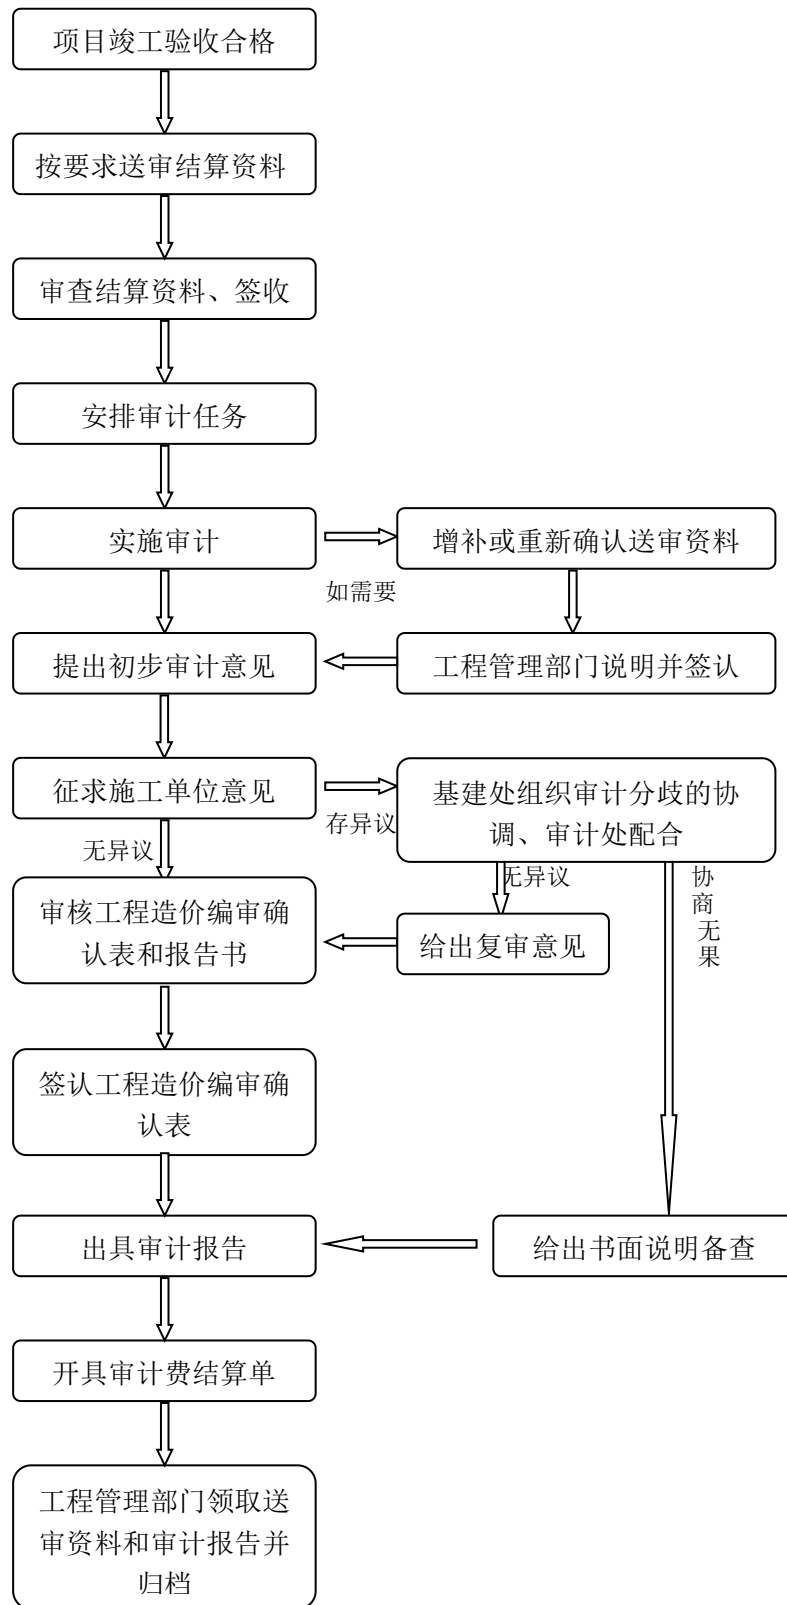 项目竣工验收合格
按要求送审结算资料
审查结算资料、签收
安排审计任务
实施审计
增补或重新确认送审资料
如需要
提出初步审计意见
工程管理部门说明并签认
征求施工单位意见
基建处组织审计分歧的协
调、审计处配合
存异议
无异议
无异议
协
商
无
果
审核工程造价编审确
认表和报告书
给出复审意见
签认工程造价编审确
认表
出具审计报告
给出书面说明备查
开具审计费结算单
工程管理部门领取送
审资料和审计报告并
归档